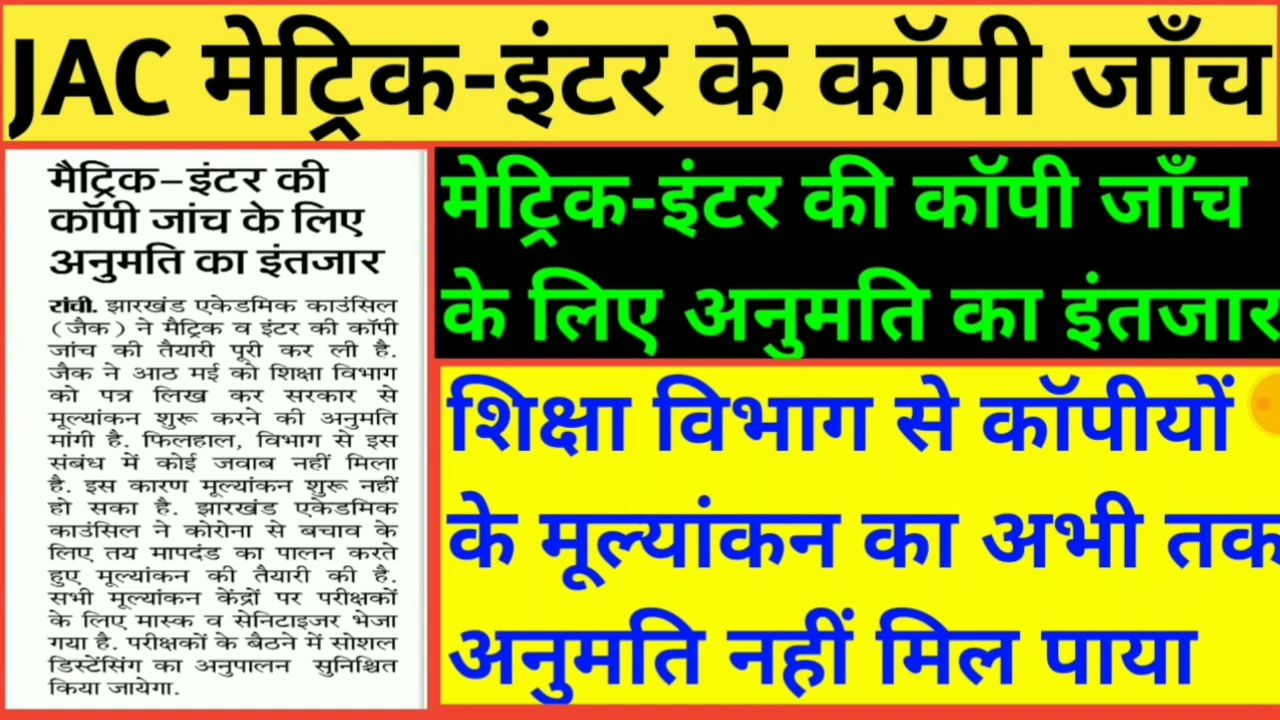 JAC मेट्रिक-इंटर के कॉपी जाँच
मैट्रिक–इंटर की
कॉपी जांच के लिए
अनुमति का इंतजार
रांची. झारखंड एकेडमिक काउंसिल
(जैक) ने मैट्रिक व इंटर की कॉपी
जांच की तैयारी पूरी कर ली है.
जैक ने आठ मई को शिक्षा विभाग
को पत्र लिख कर सरकार से
मूल्यांकन शुरू करने की अनुमति
मांगी है. फिलहाल, विभाग से इस
संबंध में कोई जवाब नहीं मिला
है. इस कारण मूल्यांकन शुरू नहीं
हो सका है. झारखंड एकेडमिक
काउंसिल ने कोरोना से बचाव के
लिए तय मापदंड का पालन करते
हुए मूल्यांकन की तैयारी की है.
सभी मूल्यांकन केंद्रों पर परीक्षकों
के लिए मास्क व सेनिटाइजर भेजा
गया है. परीक्षकों के बैठने में सोशल
डिस्टेंसिंग का अनुपालन सुनिश्चित
किया जायेगा.
मेट्रिक-इंटर की कॉपी जाँच
के लिए अनुमति का इंतजार
शिक्षा विभाग से कॉपीयों
के मूल्यांकन का अभी तक
अनुमति नहीं मिल पाया